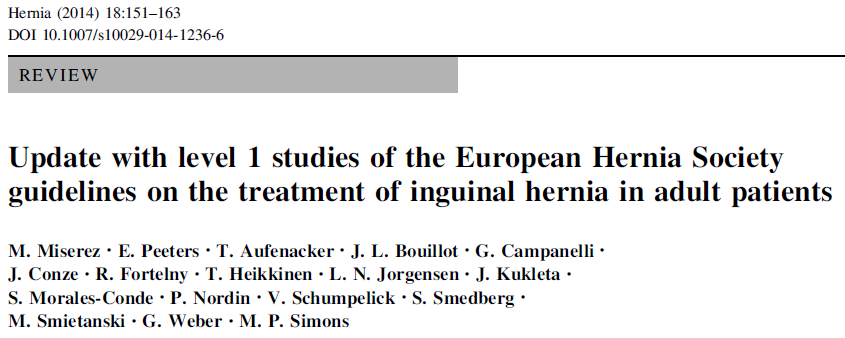 Hernia (2014) 18:151–163
DOI 10.1007/s10029-014-1236-6
REVIEW
Update with level 1 studies of the European Hernia Society
guidelines on the treatment of inguinal hernia in adult patients
M. Miserez · E. Peeters · T. Aufenacker · J. L. Bouillot · G. Campanelli ·
J. Conze · R. Fortelny · T. Heikkinen · L. N. Jorgensen · J. Kukleta ·
S. Morales-Conde · P. Nordin · V. Schumpelick · S. Smedberg ·
M. Smietanski · G. Weber · M. P. Simons